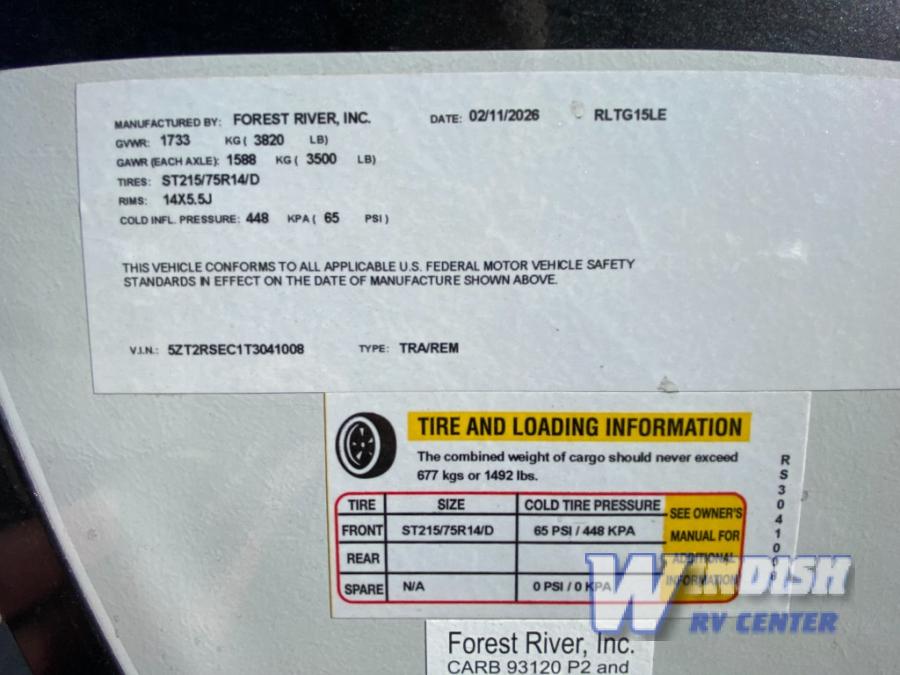 MANUFACTURED BY: FOREST RIVER, INC. DATE: 02/11/2026 RLTG15LE
GVWR: 1733 KG ( 3820 LB)
GAWR (EACH AXLE): 1588 KG ( 3500 LB)
TIRES: ST215/75R14/D
RIMS: 14X5.5J
COLD INFL. PRESSURE: 448 KPA ( 65 PSI )
THIS VEHICLE CONFORMS TO ALL APPLICABLE U.S. FEDERAL MOTOR VEHICLE SAFETY
STANDARDS IN EFFECT ON THE DATE OF MANUFACTURE SHOWN ABOVE.
V.I.N.: 5ZT2RSEC1T3041008 TYPE: TRA/REM
TIRE AND LOADING INFORMATION
The combined weight of cargo should never exceed
677 kgs or 1492 lbs.
TIRE SIZE COLD TIRE PRESSURE
FRONT ST215/75R14/D 65 PSI / 448 KPA
REAR
SPARE N/A 0 PSI / 0 KPA
SEE OWNER'S
MANUAL FOR
ADDITIONAL
INFORMATION
RS3041008
WINDISH
RV CENTER
Forest River, Inc.
CARB 93120 P2 and